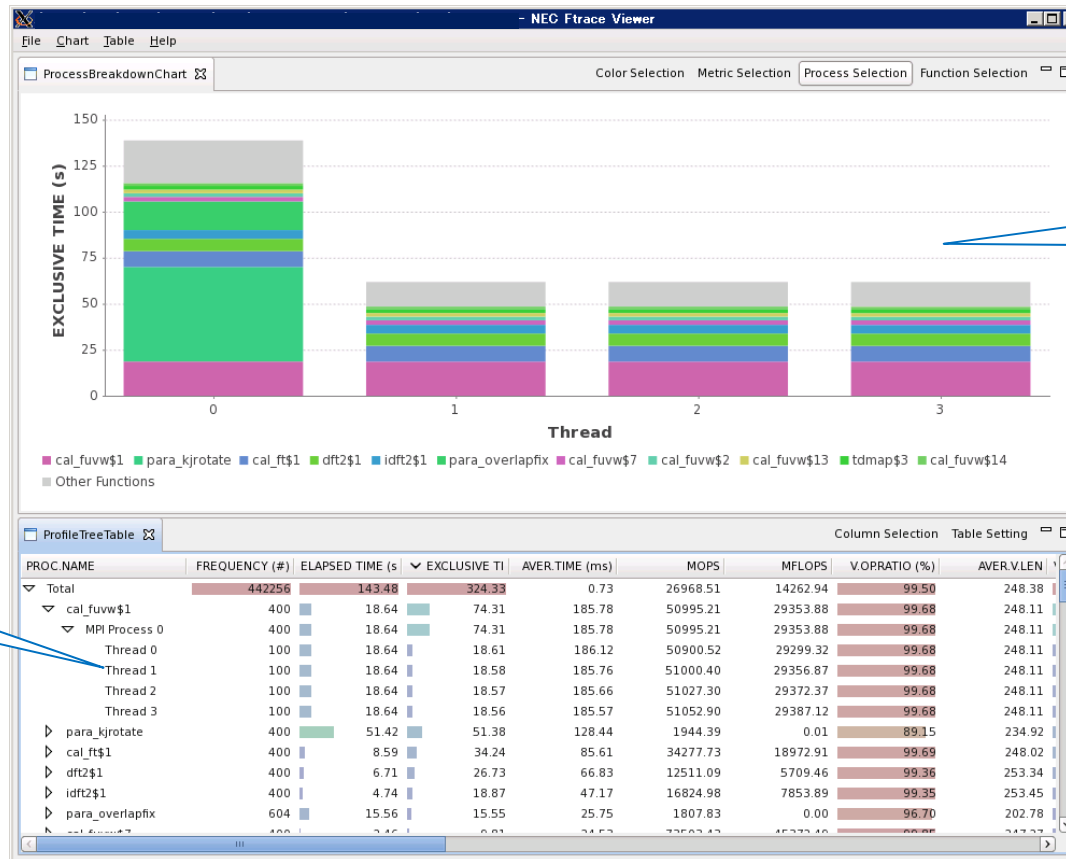 - NEC Ftrace Viewer
File Chart Table Help
ProcessBreakdownChart Color Selection Metric Selection Process Selection Function Selection
150
125
100
75
50
25
0
EXCLUSIVE TIME (s)
0 1 2 3
Thread
cal_fuvw$1 para_kjrotate cal_ft$1 dft2$1 idft2$1 para_overlapfix cal_fuvw$7 cal_fuvw$2 cal_fuvw$13 tdmap$3 cal_fuvw$14
Other Functions
ProfileTreeTable Column Selection Table Setting
PROC.NAME FREQUENCY (#) ELAPSED TIME (s EXCLUSIVE TI AVER.TIME (ms) MOPS MFLOPS V.OP.RATIO (%) AVER.V.LEN
Total 442256 143.48 324.33 0.73 26968.51 14262.94 99.50 248.38
cal_fuvw$1 400 18.64 74.31 185.78 50995.21 29353.88 99.68 248.11
MPI Process 0 400 18.64 74.31 185.78 50995.21 29353.88 99.68 248.11
Thread 0 100 18.64 18.61 186.12 50900.52 29299.32 99.68 248.11
Thread 1 100 18.64 18.58 185.76 51000.40 29356.87 99.68 248.11
Thread 2 100 18.64 18.57 185.66 51027.30 29372.37 99.68 248.11
Thread 3 100 18.64 18.56 185.57 51052.90 29387.12 99.68 248.11
para_kjrotate 400 51.42 51.38 128.44 1944.39 0.01 89.15 234.92
cal_ft$1 400 8.59 34.24 85.61 34277.73 18972.91 99.69 248.02
dft2$1 400 6.71 26.73 66.83 12511.09 5709.46 99.36 253.34
idft2$1 400 4.74 18.87 47.17 16824.98 7853.89 99.35 253.45
para_overlapfix 604 15.56 15.55 25.75 1807.83 0.00 96.70 202.78